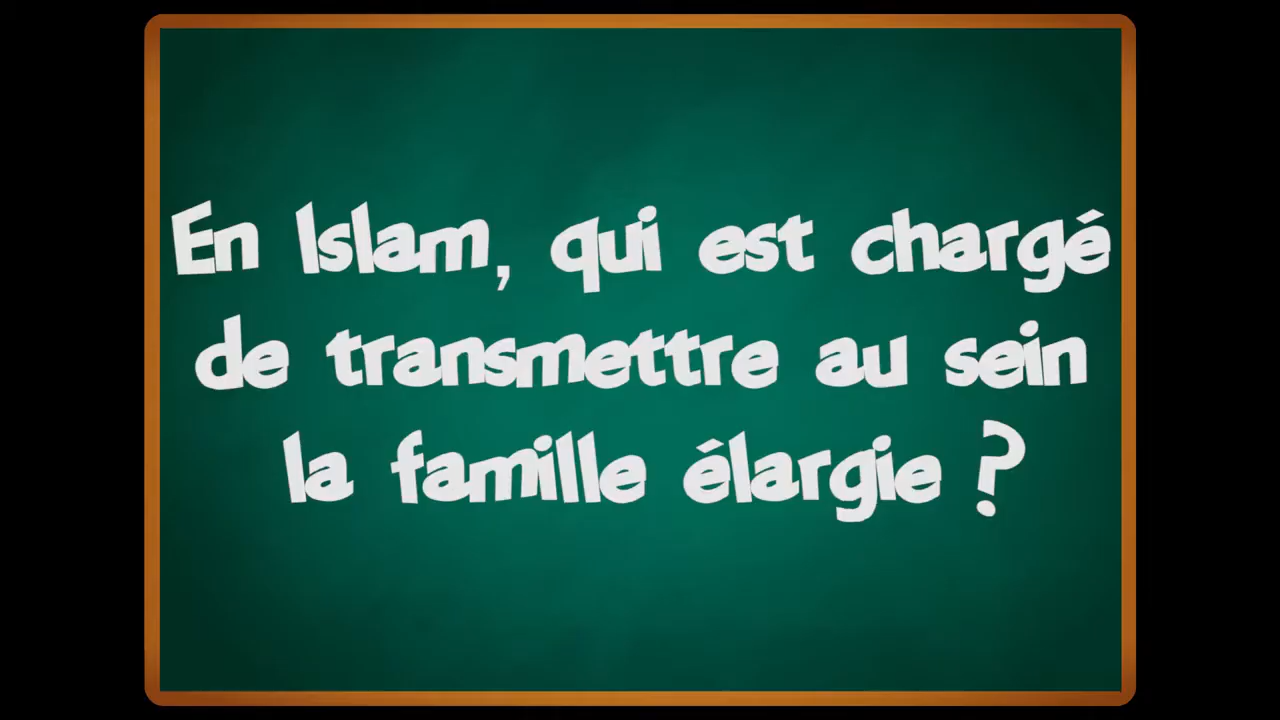 En Islam, qui est chargé
de transmettre au sein
la famille élargie ?